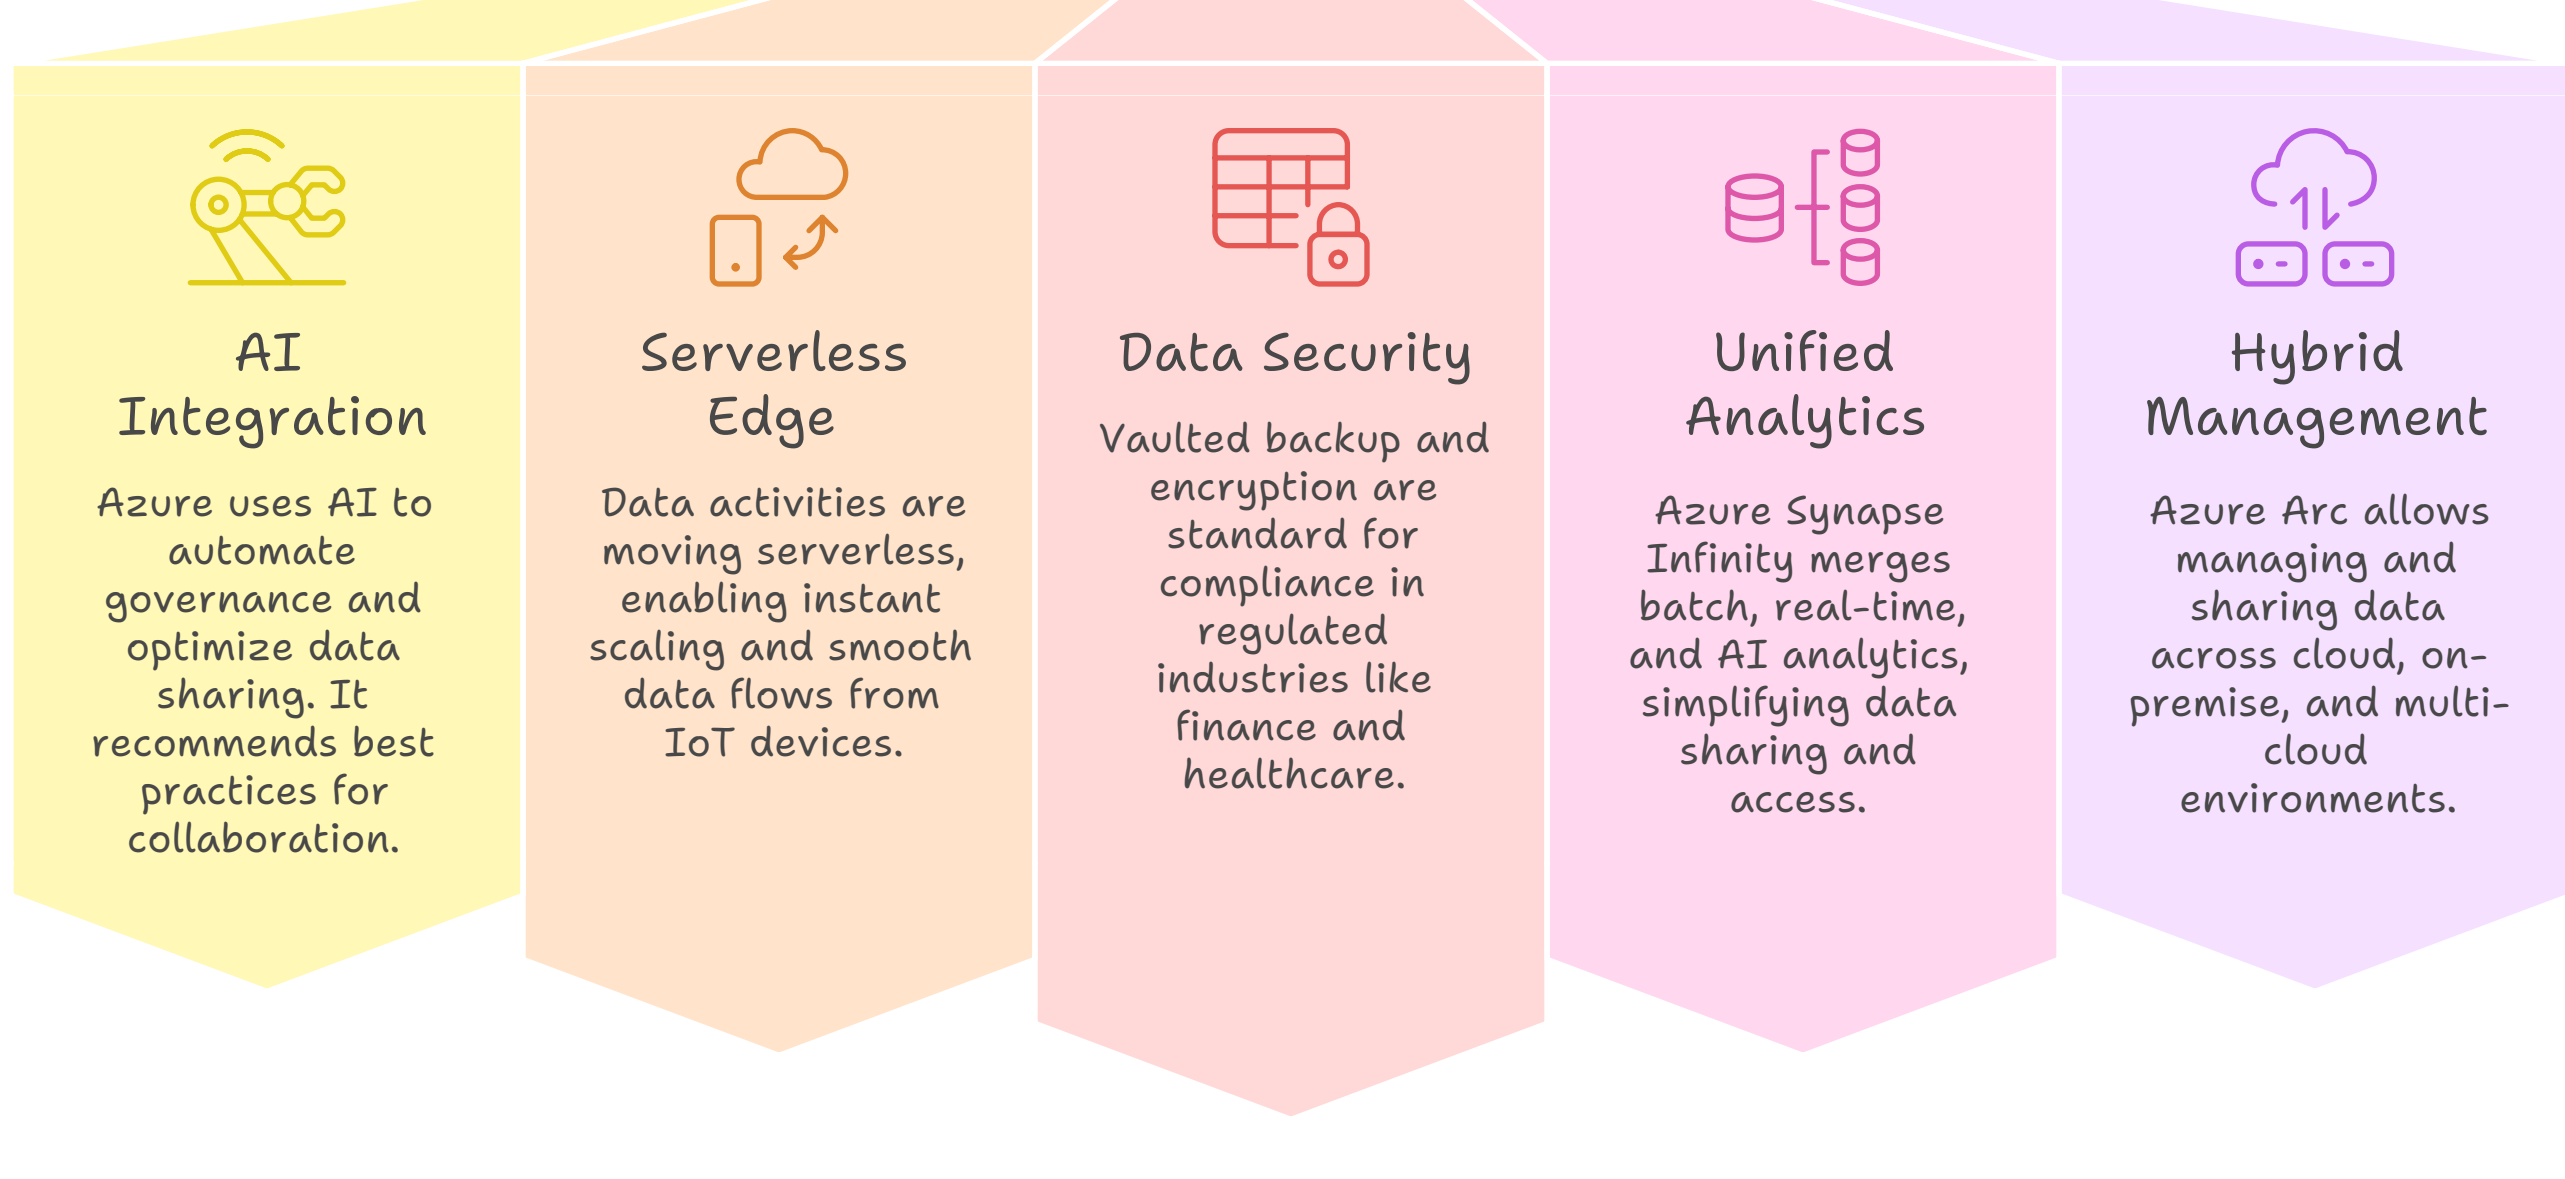 AI
Integration
Azure uses AI to
automate
governance and
optimize data
sharing. It
recommends best
practices for
collaboration.
Serverless
Edge
Data activities are
moving serverless,
enabling instant
scaling and smooth
data flows from
IoT devices.
Data Security
Vaulted backup and
encryption are
standard for
compliance in
regulated
industries like
finance and
healthcare.
Unified
Analytics
Azure Synapse
Infinity merges
batch, real-time,
and AI analytics,
simplifying data
sharing and
access.
Hybrid
Management
Azure Arc allows
managing and
sharing data
across cloud, on-
premise, and multi-
cloud
environments.